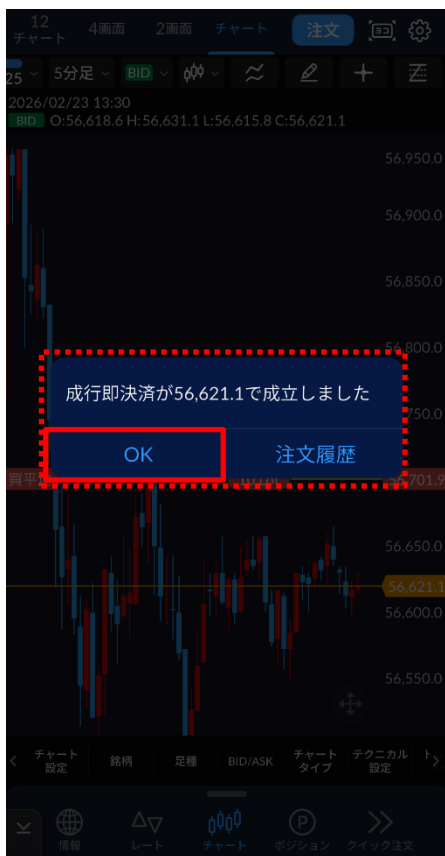 12
チャート
4画面
2画面
チャート
注文
25
5分足
BID
2026/02/23 13:30
BID O:56,618.6 H:56,631.1 L:56,615.8 C:56,621.1
56,950.0
56,900.0
56,850.0
56,800.0
成行即決済が56,621.1で成立しました
750.0
OK
注文履歴
買平
56,701.9
56,650.0
56,621.1
56,600.0
56,550.0
チャート
設定
銘柄
足種
BID/ASK
チャート
タイプ
テクニカル
設定
情報
レート
チャート
ポジション
クイック注文